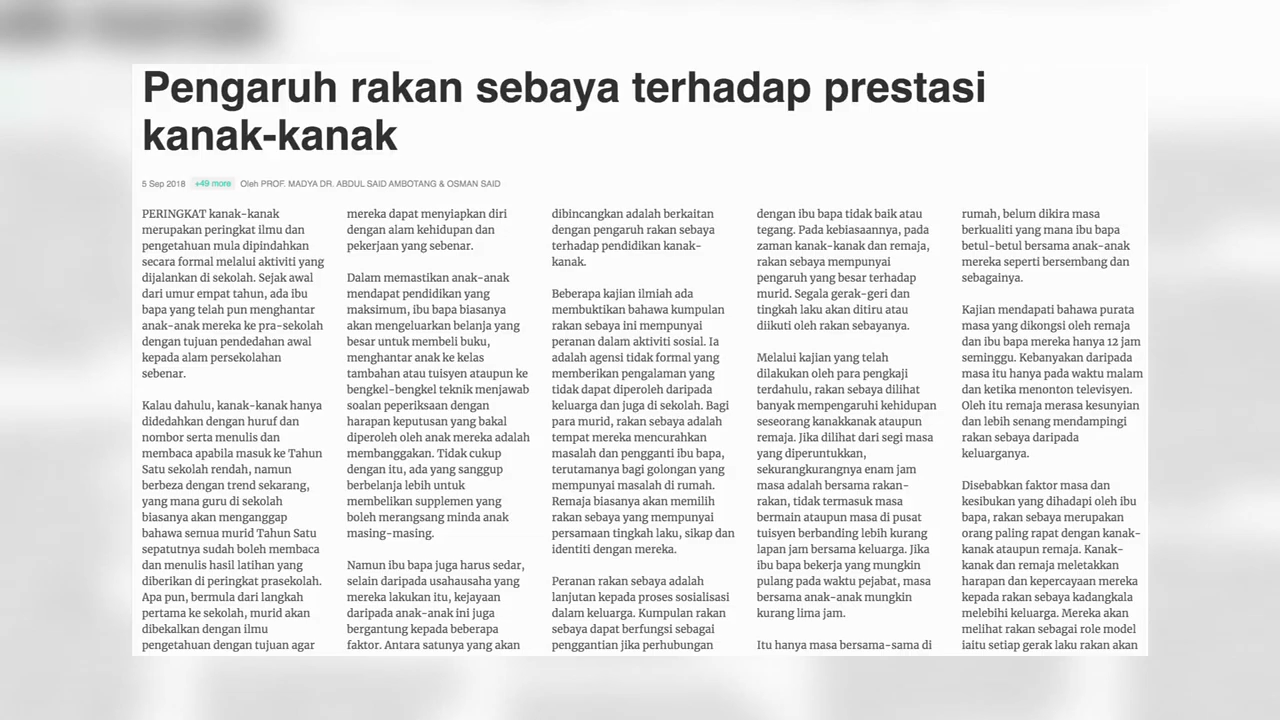 Pengaruh rakan sebaya terhadap prestasi
kanak-kanak
5 Sep 2018 +49 more Oleh PROF. MADYA DR. ABDUL SAID AMBOTANG & OSMAN SAID
PERINGKAT kanak-kanak
merupakan peringkat ilmu dan
pengetahuan mula dipindahkan
secara formal melalui aktiviti yang
dijalankan di sekolah. Sejak awal
dari umur empat tahun, ada ibu
bapa yang telah pun menghantar
anak-anak mereka ke pra-sekolah
dengan tujuan pendedahan awal
kepada alam persekolahan
sebenar.
Kalau dahulu, kanak-kanak hanya
didedahkan dengan huruf dan
nombor serta menulis dan
membaca apabila masuk ke Tahun
Satu sekolah rendah, namun
berbeza dengan trend sekarang,
yang mana guru di sekolah
biasanya akan menganggap
bahawa semua murid Tahun Satu
sepatutnya sudah boleh membaca
dan menulis hasil latihan yang
diberikan di peringkat prasekolah.
Apa pun, bermula dari langkah
pertama ke sekolah, murid akan
dibekalkan dengan ilmu
pengetahuan dengan tujuan agar
mereka dapat menyiapkan diri
dengan alam kehidupan dan
pekerjaan yang sebenar.
Dalam memastikan anak-anak
mendapat pendidikan yang
maksimum, ibu bapa biasanya
akan mengeluarkan belanja yang
besar untuk membeli buku,
menghantar anak ke kelas
tambahan atau tuisyen ataupun ke
bengkel-bengkel teknik menjawab
soalan peperiksaan dengan
harapan keputusan yang bakal
diperoleh oleh anak mereka adalah
membanggakan. Tidak cukup
dengan itu, ada yang sanggup
berbelanja lebih untuk
membelikan supplemen yang
boleh merangsang minda anak
masing-masing.
Namun ibu bapa juga harus sedar,
selain daripada usahausaha yang
mereka lakukan itu, kejayaan
daripada anak-anak ini juga
bergantung kepada beberapa
faktor. Antara satunya yang akan
dibincangkan adalah berkaitan
dengan pengaruh rakan sebaya
terhadap pendidikan kanak-
kanak.
Beberapa kajian ilmiah ada
membuktikan bahawa kumpulan
rakan sebaya ini mempunyai
peranan dalam aktiviti sosial. Ia
adalah agensi tidak formal yang
memberikan pengalaman yang
tidak dapat diperoleh daripada
keluarga dan juga di sekolah. Bagi
para murid, rakan sebaya adalah
tempat mereka mencurahkan
masalah dan pengganti ibu bapa,
terutamanya bagi golongan yang
mempunyai masalah di rumah.
Remaja biasanya akan memilih
rakan sebaya yang mempunyai
persamaan tingkah laku, sikap dan
identiti dengan mereka.
Peranan rakan sebaya adalah
lanjutan kepada proses sosialisasi
dalam keluarga. Kumpulan rakan
sebaya dapat berfungsi sebagai
penggantian jika perhubungan
dengan ibu bapa tidak baik atau
tegang. Pada kebiasaannya, pada
zaman kanak-kanak dan remaja,
rakan sebaya mempunyai
pengaruh yang besar terhadap
murid. Segala gerak-geri dan
tingkah laku akan ditiru atau
diikuti oleh rakan sebayanya.
Melalui kajian yang telah
dilakukan oleh para pengkaji
terdahulu, rakan sebaya dilihat
banyak mempengaruhi kehidupan
seseorang kanakkanak ataupun
remaja. Jika dilihat dari segi masa
yang diperuntukkan,
sekurangkurangnya enam jam
masa adalah bersama rakan-
rakan, tidak termasuk masa
bermain ataupun masa di pusat
tuisyen berbanding lebih kurang
lapan jam bersama keluarga. Jika
ibu bapa bekerja yang mungkin
pulang pada waktu pejabat, masa
bersama anak-anak mungkin
kurang lima jam.
Itu hanya masa bersama-sama di
rumah, belum dikira masa
berkualiti yang mana ibu bapa
betul-betul bersama anak-anak
mereka seperti bersembang dan
sebagainya.
Kajian mendapati bahawa purata
masa yang dikongsi oleh remaja
dan ibu bapa mereka hanya 12 jam
seminggu. Kebanyakan daripada
masa itu hanya pada waktu malam
dan ketika menonton televisyen.
Oleh itu remaja merasa kesunyian
dan lebih senang mendampingi
rakan sebaya daripada
keluarganya.
Disebabkan faktor masa dan
kesibukan yang dihadapi oleh ibu
bapa, rakan sebaya merupakan
orang paling rapat dengan kanak-
kanak ataupun remaja. Kanak-
kanak dan remaja meletakkan
harapan dan kepercayaan mereka
kepada rakan sebaya kadangkala
melebihi keluarga. Mereka akan
melihat rakan sebagai role model
iaitu setiap gerak laku rakan akan